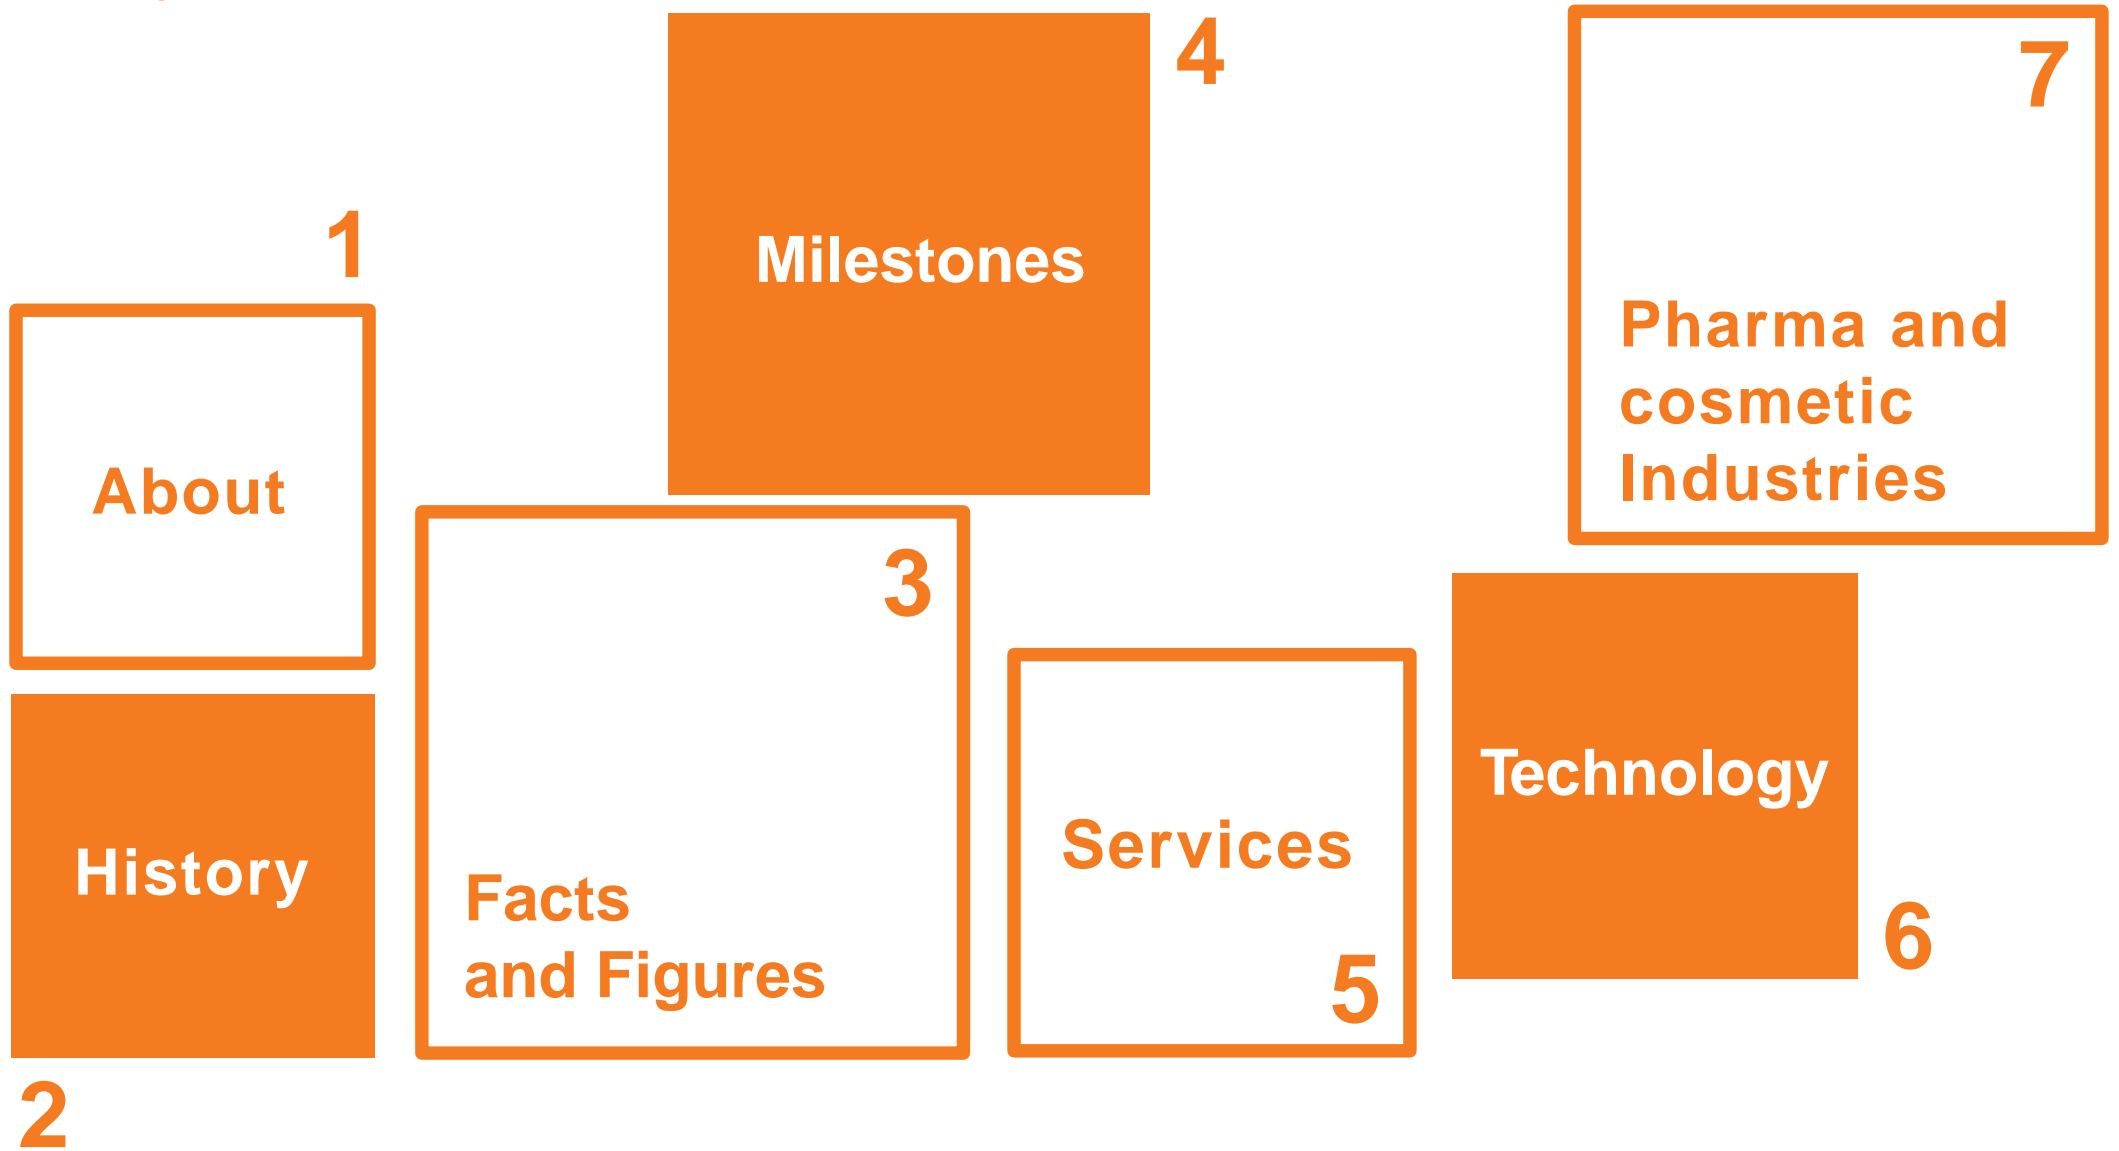 1
About
History
2
3
Facts
and Figures
4
Milestones
Services
5
Technology
6
7
Pharma and
cosmetic
Industries